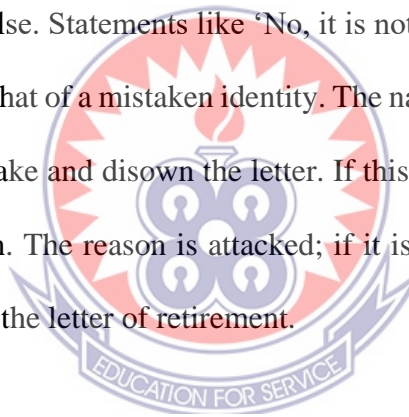 lse. Statements like ‘No, it is not
hat of a mistaken identity. The na
ake and disown the letter. If this
n. The reason is attacked; if it is
the letter of retirement.
EDUCATION FOR SERVICE